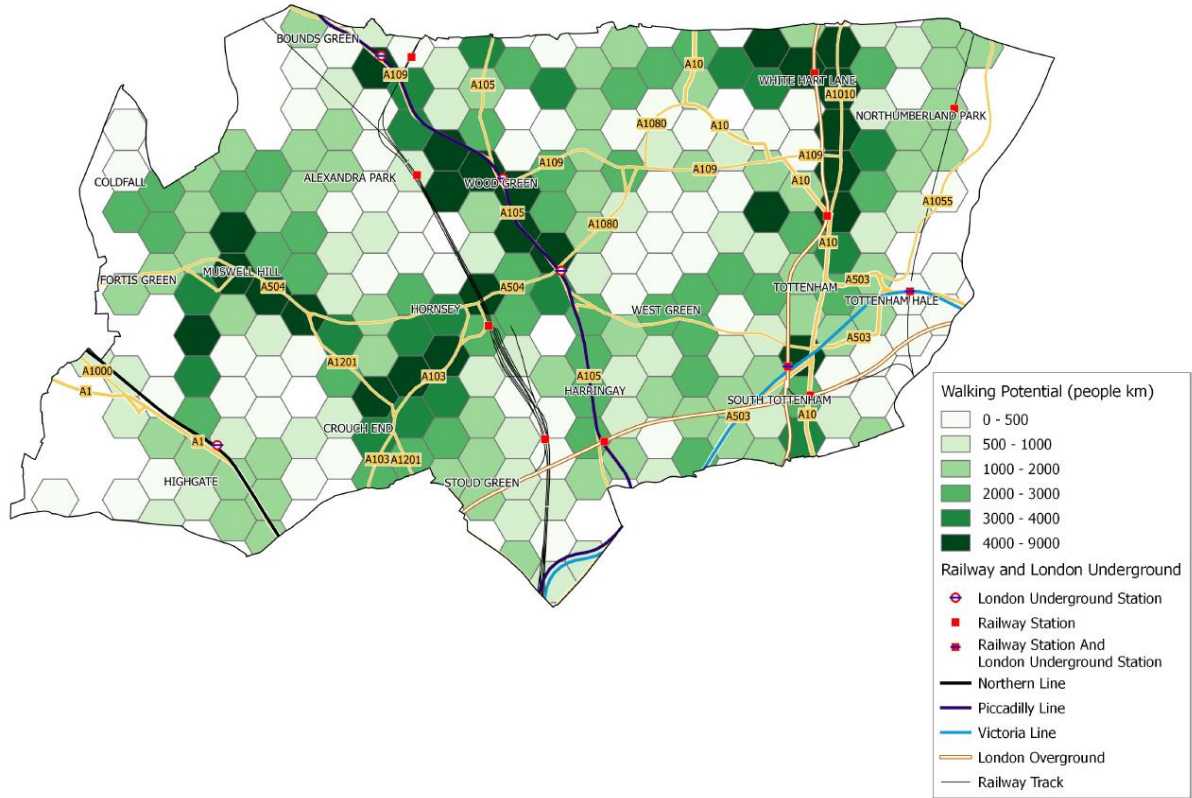 BOUNDS GREEN
A109
A105
A10
WHITE HART LANE
A1010
NORTHUMBERLAND PARK
A1080
A10
A109
COLDFALL
ALEXANDRA PARK
WOOD GREEN
A109
A109
A10
A105
A1080
A1055
A10
FORTIS GREEN
MUSWELL HILL
A504
A504
HORNSEY
WEST GREEN
TOTTENHAM
A503
TOTTENHAM HALE
A503
A1000
A1
A1201
A103
A105
HARRINGAY
SOUTH TOTTENHAM
A503
A10
A1
CROUCH END
A103
A1201
HIGHGATE
STOUD GREEN
Walking Potential (people km)
0 - 500
500 - 1000
1000 - 2000
2000 - 3000
3000 - 4000
4000 - 9000
Railway and London Underground
London Underground Station
Railway Station
Railway Station And
London Underground Station
Northern Line
Piccadilly Line
Victoria Line
London Overground
Railway Track